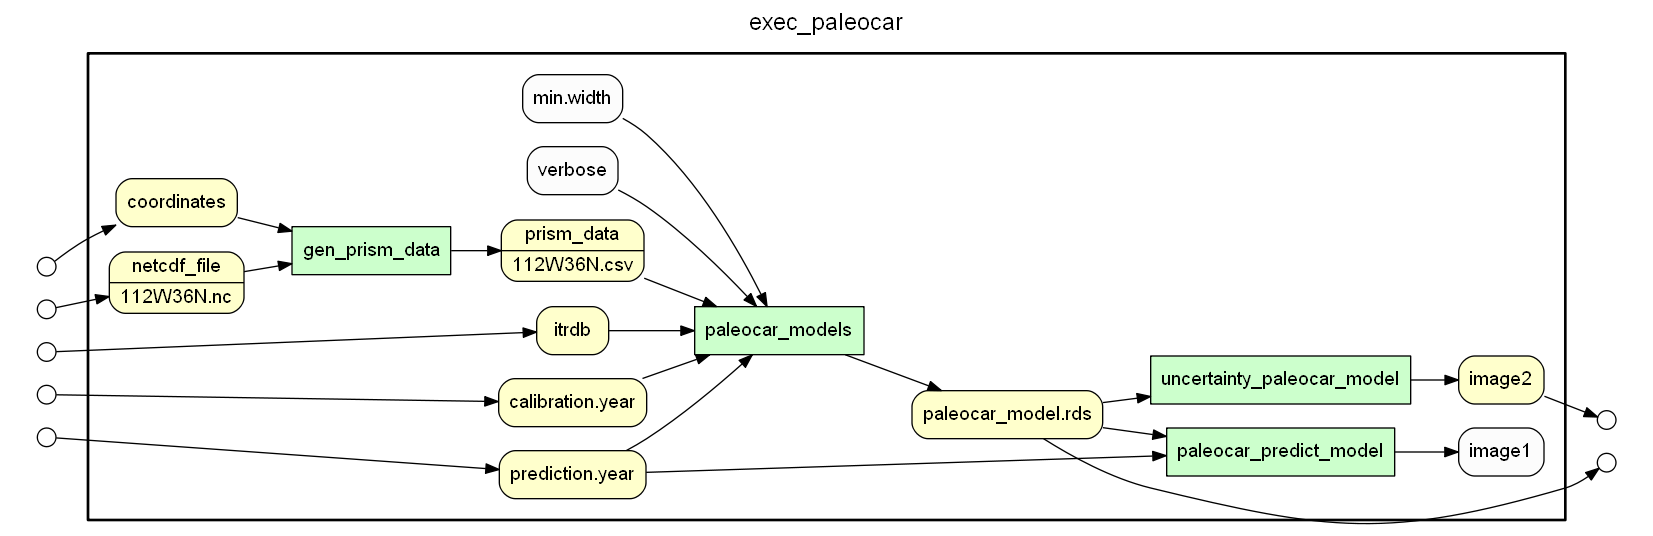 exec_paleocar
min.width
verbose
coordinates
prism_data
gen_prism_data
netcdf_file
112W36N.csv
112W36N.nc
itrdb
paleocar_models
uncertainty_paleocar_model
image2
calibration.year
paleocar_model.rds
paleocar_predict_model
image1
prediction.year